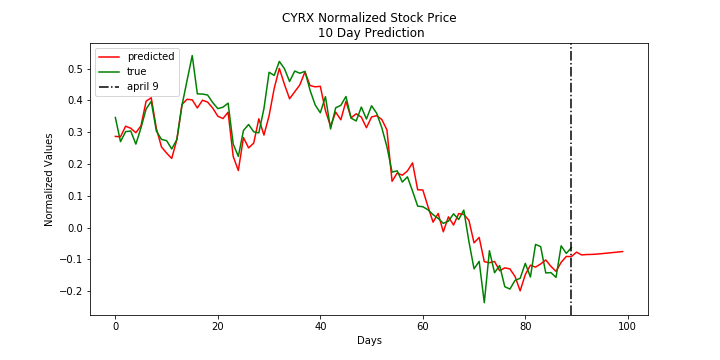 CYRX Normalized Stock Price
10 Day Prediction
predicted
true
april 9
Normalized Values
0.5
0.4
0.3
0.2
0.1
0.0
−0.1
−0.2
0 20 40 60 80 100
Days